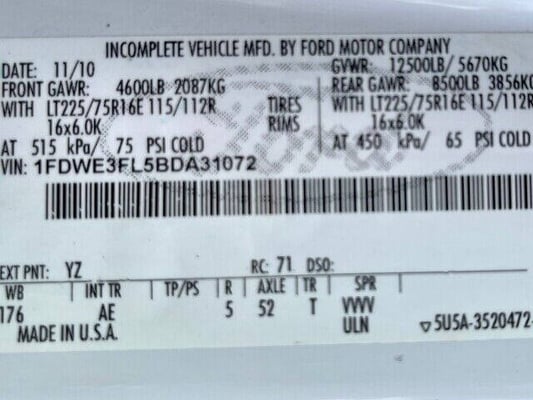 INCOMPLETE VEHICLE MFD. BY FORD MOTOR COMPANY
DATE: 11/10 GVWR: 12500LB/ 5670KG
FRONT GAWR: 4600LB 2087KG REAR GAWR: 8500LB 3856KG
WITH LT225/75R16E 115/112R TIRES WITH LT225/75R16E 115/112R
16x6.0K RIMS 16x6.0K
AT 515 kPa/ 75 PSI COLD AT 450 kPa/ 65 PSI COLD
VIN: 1FDWE3FL5BDA31072
EXT PNT: YZ RC: 71 DSO:
WB INT TR TP/PS R AXLE TR SPR
176 AE 5 52 T VVVV
MADE IN U.S.A. ULN ▽5U5A-3520472-